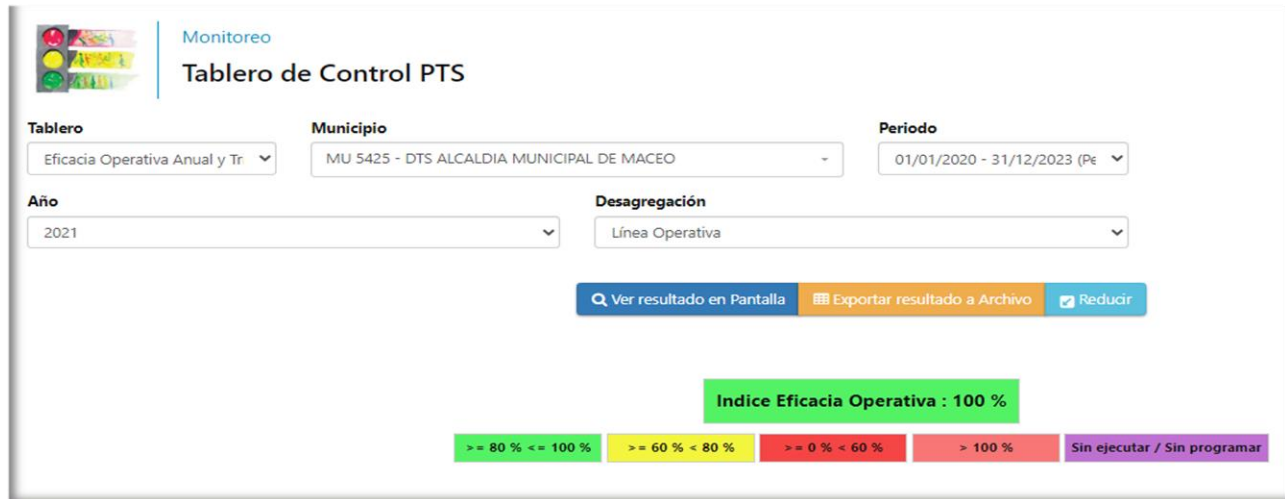 Monitoreo
Tablero de Control PTS
Tablero Municipio Periodo
Eficacia Operativa Anual y Tr MU 5425 - DTS ALCALDIA MUNICIPAL DE MACEO 01/01/2020 - 31/12/2023 (Pe
Año Desagregación
2021 Línea Operativa
Ver resultado en Pantalla Exportar resultado a Archivo Reducir
Indice Eficacia Operativa : 100 %
>= 80 % <= 100 % >= 60 % < 80 % >= 0 % < 60 % > 100 % Sin ejecutar / Sin programar